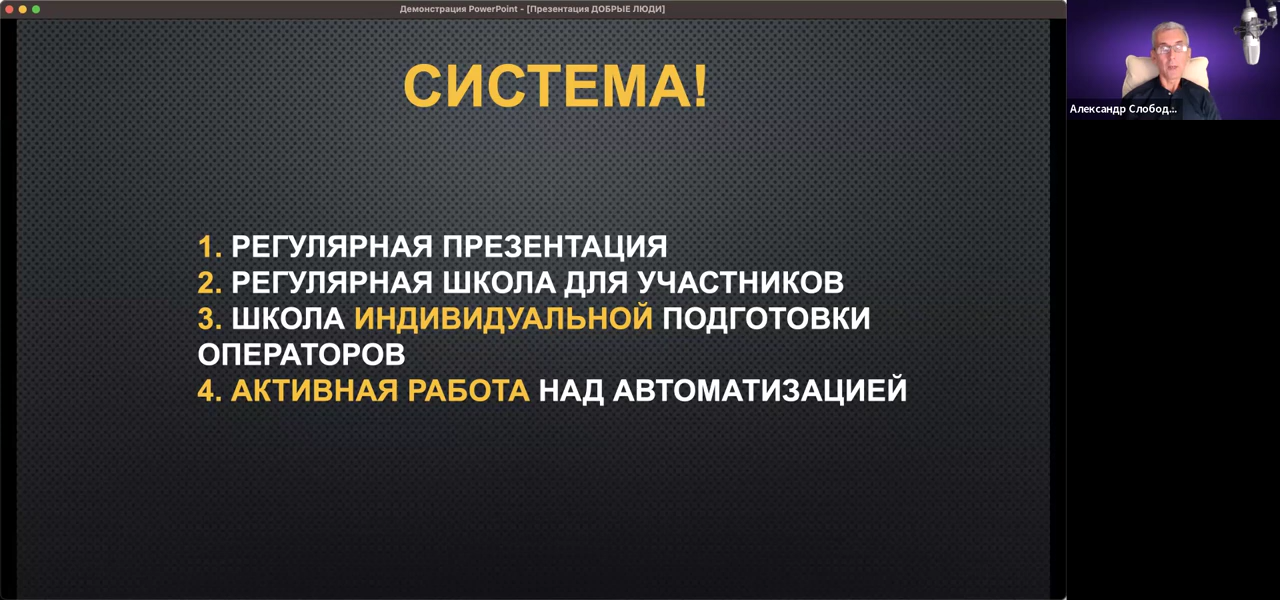 Демонстрация PowerPoint - [Презентация ДОБРЫЕ ЛЮДИ]
СИСТЕМА!
Александр Слобод...
1. РЕГУЛЯРНАЯ ПРЕЗЕНТАЦИЯ
2. РЕГУЛЯРНАЯ ШКОЛА ДЛЯ УЧАСТНИКОВ
3. ШКОЛА ИНДИВИДУАЛЬНОЙ ПОДГОТОВКИ
ОПЕРАТОРОВ
4. АКТИВНАЯ РАБОТА НАД АВТОМАТИЗАЦИЕЙ